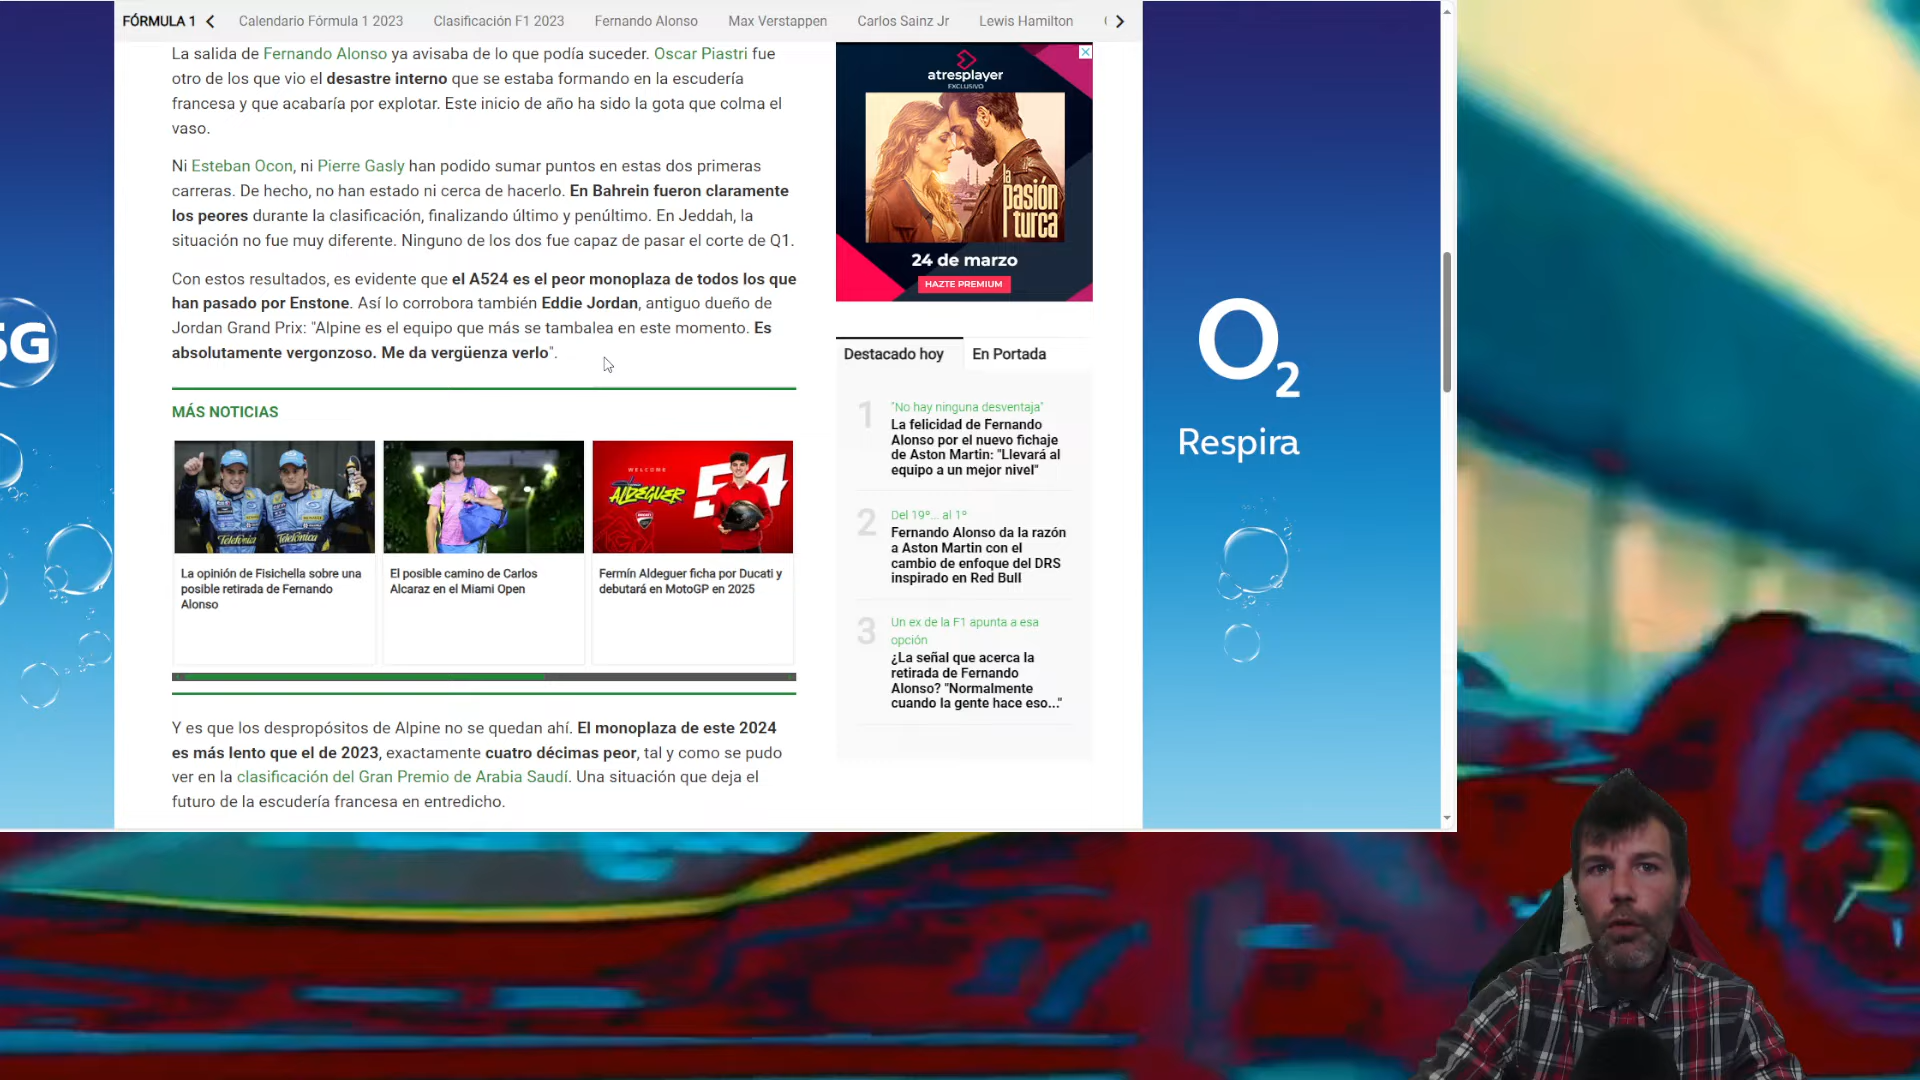 FÓRMULA 1
Calendario Fórmula 1 2023
Clasificación F1 2023
Fernando Alonso
Max Verstappen
Carlos Sainz Jr
Lewis Hamilton
La salida de Fernando Alonso ya avisaba de lo que podía suceder. Oscar Piastri fue
otro de los que vio el desastre interno que se estaba formando en la escudería
francesa y que acabaría por explotar. Este inicio de año ha sido la gota que colma el
vaso.
Ni Esteban Ocon, ni Pierre Gasly han podido sumar puntos en estas dos primeras
carreras. De hecho, no han estado ni cerca de hacerlo. En Bahrein fueron claramente
los peores durante la clasificación, finalizando último y penúltimo. En Jeddah, la
situación no fue muy diferente. Ninguno de los dos fue capaz de pasar el corte de Q1.
Con estos resultados, es evidente que el A524 es el peor monoplaza de todos los que
han pasado por Enstone. Así lo corrobora también Eddie Jordan, antiguo dueño de
Jordan Grand Prix: "Alpine es el equipo que más se tambalea en este momento. Es
absolutamente vergonzoso. Me da vergüenza verlo".
MÁS NOTICIAS
Telefónica
Telefónica
WELCOME
ALDEGUER
54
La opinión de Fisichella sobre una
posible retirada de Fernando
Alonso
El posible camino de Carlos
Alcaraz en el Miami Open
Fermín Aldeguer ficha por Ducati y
debutará en MotoGP en 2025
Y es que los despropósitos de Alpine no se quedan ahí. El monoplaza de este 2024
es más lento que el de 2023, exactamente cuatro décimas peor, tal y como se pudo
ver en la clasificación del Gran Premio de Arabia Saudí. Una situación que deja el
futuro de la escudería francesa en entredicho.
atresplayer
EXCLUSIVO
la
pasión
turca
24 de marzo
HAZTE PREMIUM
Destacado hoy
En Portada
1
"No hay ninguna desventaja"
La felicidad de Fernando
Alonso por el nuevo fichaje
de Aston Martin: "Llevará al
equipo a un mejor nivel"
2
Del 19º... al 1º
Fernando Alonso da la razón
a Aston Martin con el
cambio de enfoque del DRS
inspirado en Red Bull
3
Un ex de la F1 apunta a esa
opción
¿La señal que acerca la
retirada de Fernando
Alonso? "Normalmente
cuando la gente hace eso..."
5G
O2
Respira